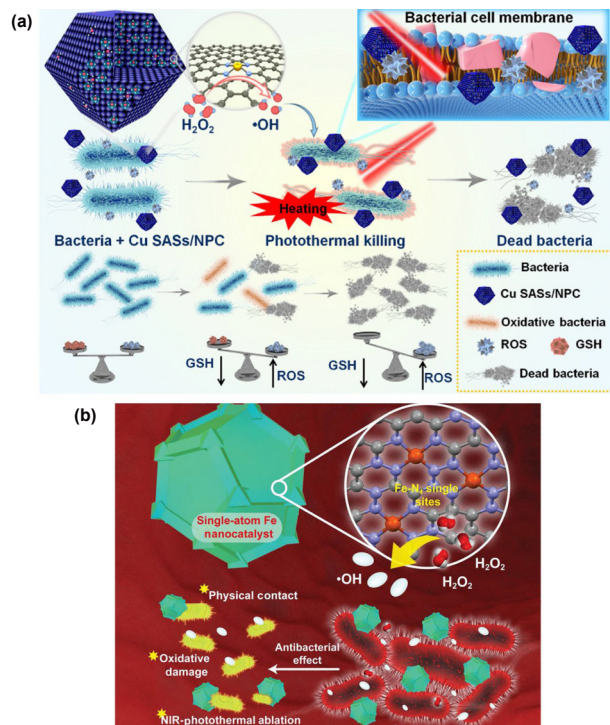 (a)
Bacterial cell membrane
H₂O₂
•OH
Heating
Bacteria + Cu SASs/NPC
Photothermal killing
Dead bacteria
Bacteria
Cu SASs/NPC
Oxidative bacteria
ROS
GSH
Dead bacteria
GSH
ROS
GSH
ROS
(b)
Single-atom Fe
nanocatalyst
Fe-N₄ single
sites
H₂O₂
H₂O₂
•OH
Physical contact
Oxidative
damage
Antibacterial
effect
NIR-photothermal ablation